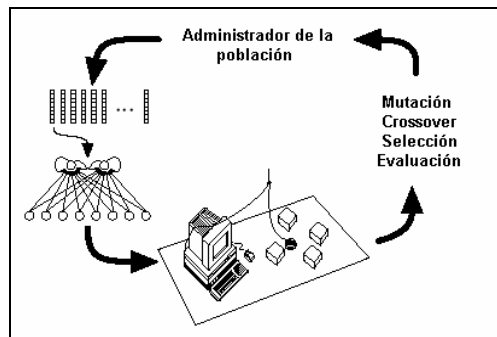 Administrador de la
población
Mutación
Crossover
Selección
Evaluación